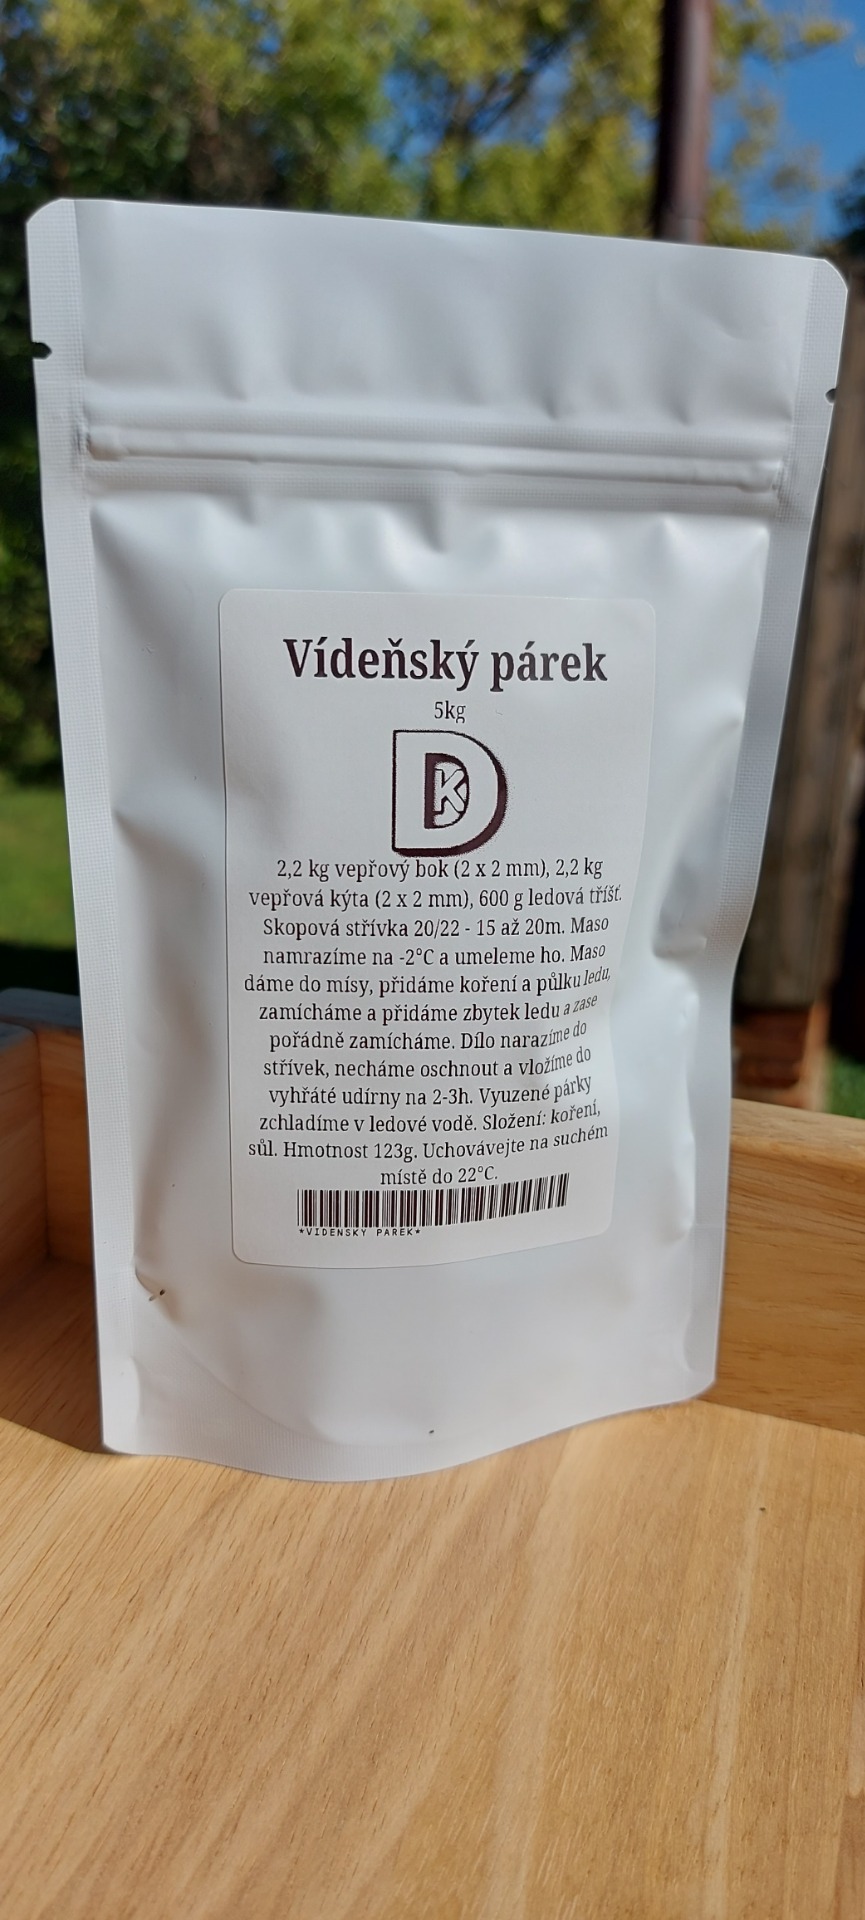 Vídeňský párek
5kg
DK
2,2 kg vepřový bok (2 x 2 mm), 2,2 kg
vepřová kýta (2 x 2 mm), 600 g ledová tříšť.
Skopová střívka 20/22 - 15 až 20m. Maso
namrazíme na -2°C a umeleme ho. Maso
dáme do mísy, přidáme koření a půlku ledu,
zamícháme a přidáme zbytek ledu a zase
pořádně zamícháme. Dílo narazíme do
střívek, necháme oschnout a vložíme do
vyhřáté udírny na 2-3h. Vyuzené párky
zchladíme v ledové vodě. Složení: koření,
sůl. Hmotnost 123g. Uchovávejte na suchém
místě do 22°C.
*VIDENSKY PAREK*